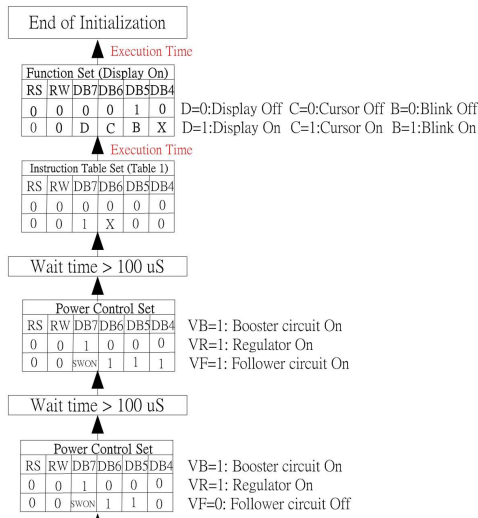 End of Initialization
Execution Time
Function Set (Display On)
RS RW DB7 DB6 DB5 DB4
0 0 0 0 1 0
0 0 D C B X
D=0:Display Off C=0:Cursor Off B=0:Blink Off
D=1:Display On C=1:Cursor On B=1:Blink On
Execution Time
Instruction Table Set (Table 1)
RS RW DB7 DB6 DB5 DB4
0 0 0 0 0 0
0 0 1 X 0 0
Wait time > 100 uS
Power Control Set
RS RW DB7 DB6 DB5 DB4
0 0 1 0 0 0
0 0 SWON 1 1 1
VB=1: Booster circuit On
VR=1: Regulator On
VF=1: Follower circuit On
Wait time > 100 uS
Power Control Set
RS RW DB7 DB6 DB5 DB4
0 0 1 0 0 0
0 0 SWON 1 1 0
VB=1: Booster circuit On
VR=1: Regulator On
VF=0: Follower circuit Off